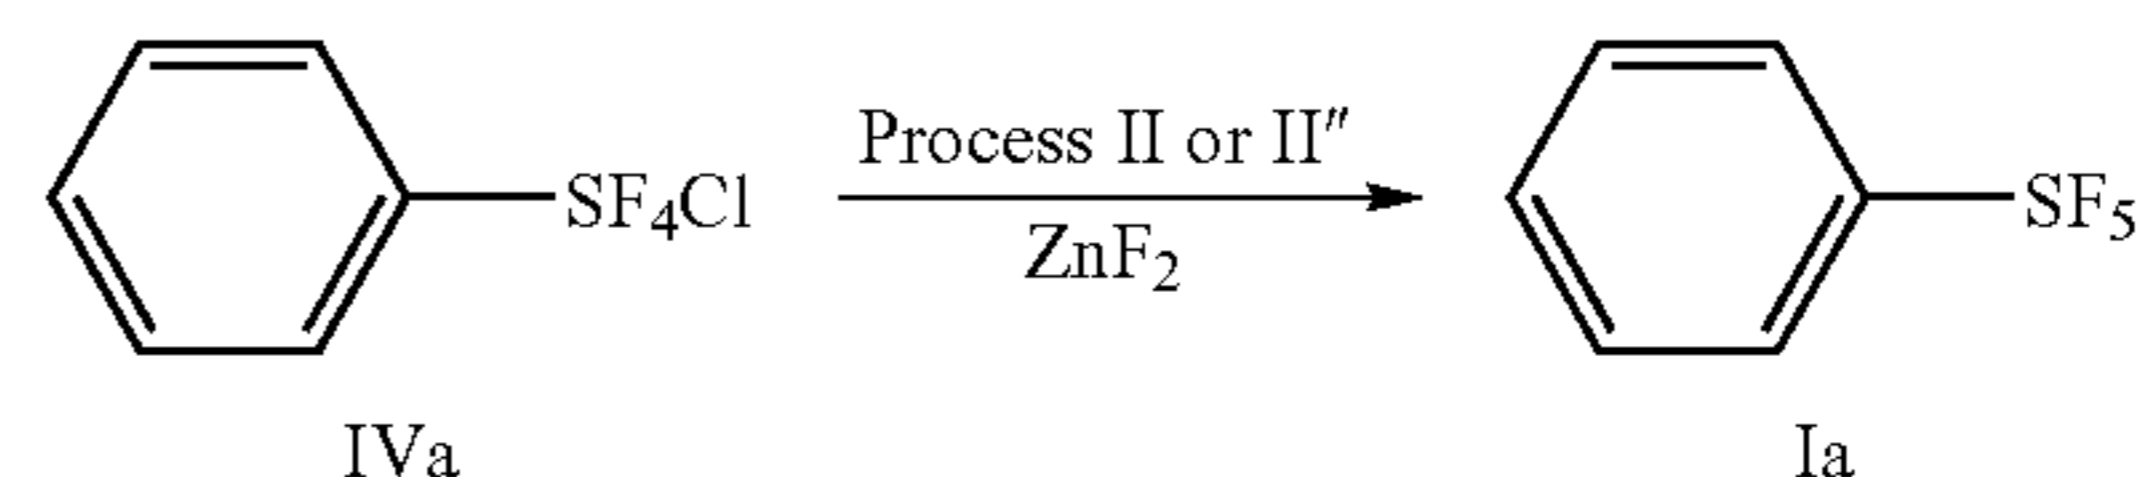 Process II or II″
SF₄Cl
ZnF₂
SF₅
IVa
Ia